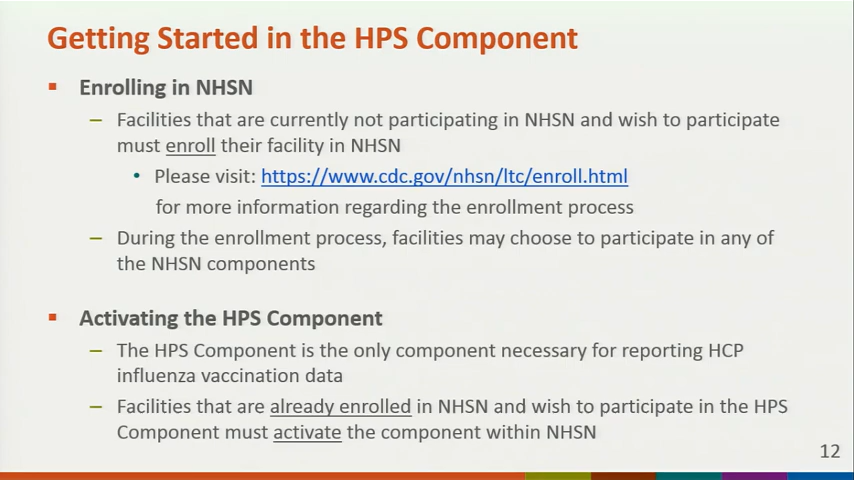 Getting Started in the HPS Component
▪ Enrolling in NHSN
– Facilities that are currently not participating in NHSN and wish to participate
must enroll their facility in NHSN
• Please visit: https://www.cdc.gov/nhsn/ltc/enroll.html
for more information regarding the enrollment process
– During the enrollment process, facilities may choose to participate in any of
the NHSN components
▪ Activating the HPS Component
– The HPS Component is the only component necessary for reporting HCP
influenza vaccination data
– Facilities that are already enrolled in NHSN and wish to participate in the HPS
Component must activate the component within NHSN
12